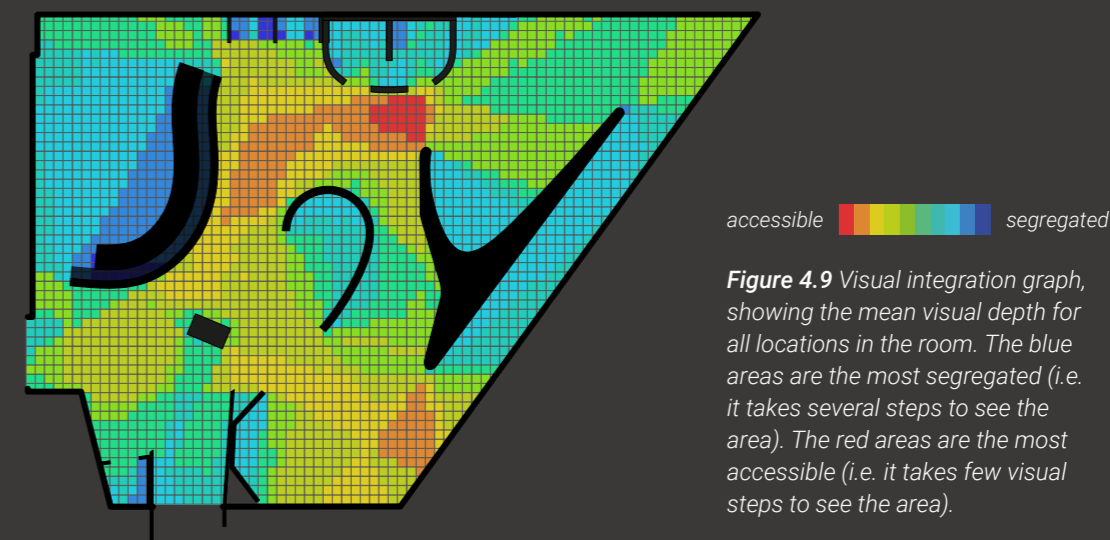 accessible
segregated
Figure 4.9 Visual integration graph,
showing the mean visual depth for
all locations in the room. The blue
areas are the most segregated (i.e.
it takes several steps to see the
area). The red areas are the most
accessible (i.e. it takes few visual
steps to see the area).